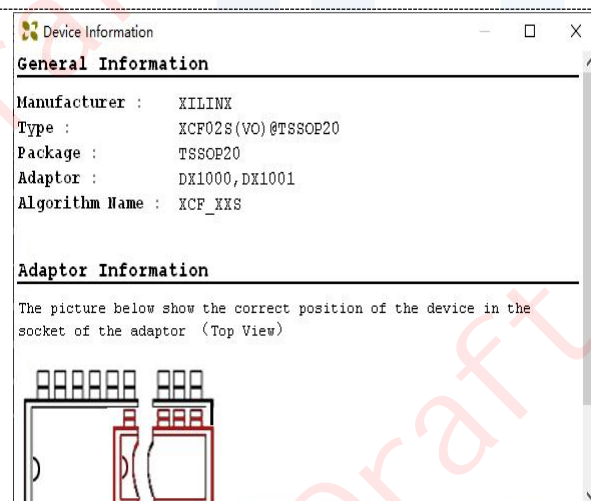 Device Information
General Information
Manufacturer : XILINX
Type : XCF02S(VO)@TSSOP20
Package : TSSOP20
Adaptor : DX1000,DX1001
Algorithm Name : XCF_XXS
Adaptor Information
The picture below show the correct position of the device in the
socket of the adaptor (Top View)